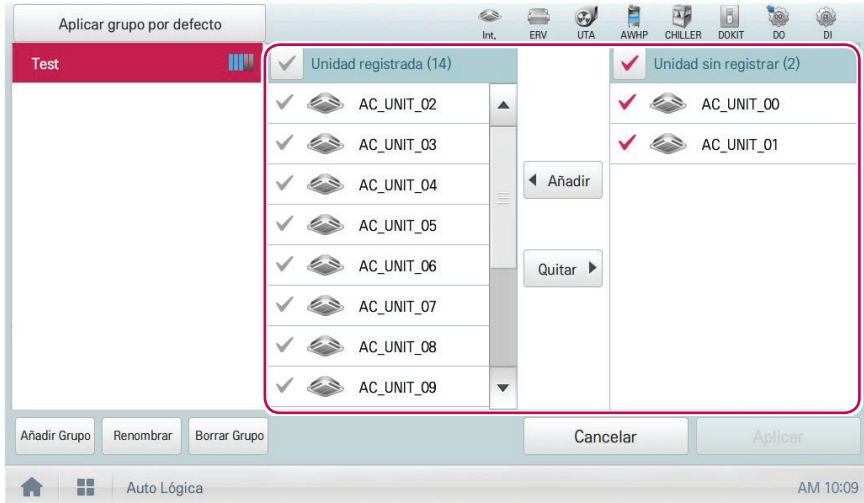 Aplicar grupo por defecto
Int.
ERV
UTA
AWHP
CHILLER
DOKIT
DO
DI
Test
Unidad registrada (14)
Unidad sin registrar (2)
AC_UNIT_02
AC_UNIT_03
AC_UNIT_04
AC_UNIT_05
AC_UNIT_06
AC_UNIT_07
AC_UNIT_08
AC_UNIT_09
Añadir
Quitar
AC_UNIT_00
AC_UNIT_01
Añadir Grupo
Renombrar
Borrar Grupo
Cancelar
Aplicar
Auto Lógica
AM 10:09